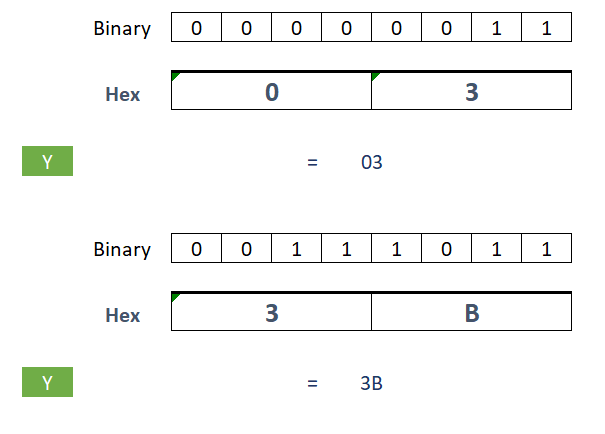 Binary 0 0 0 0 0 0 1 1
Hex 0 3
Y = 03
Binary 0 0 1 1 1 0 1 1
Hex 3 B
Y = 3B